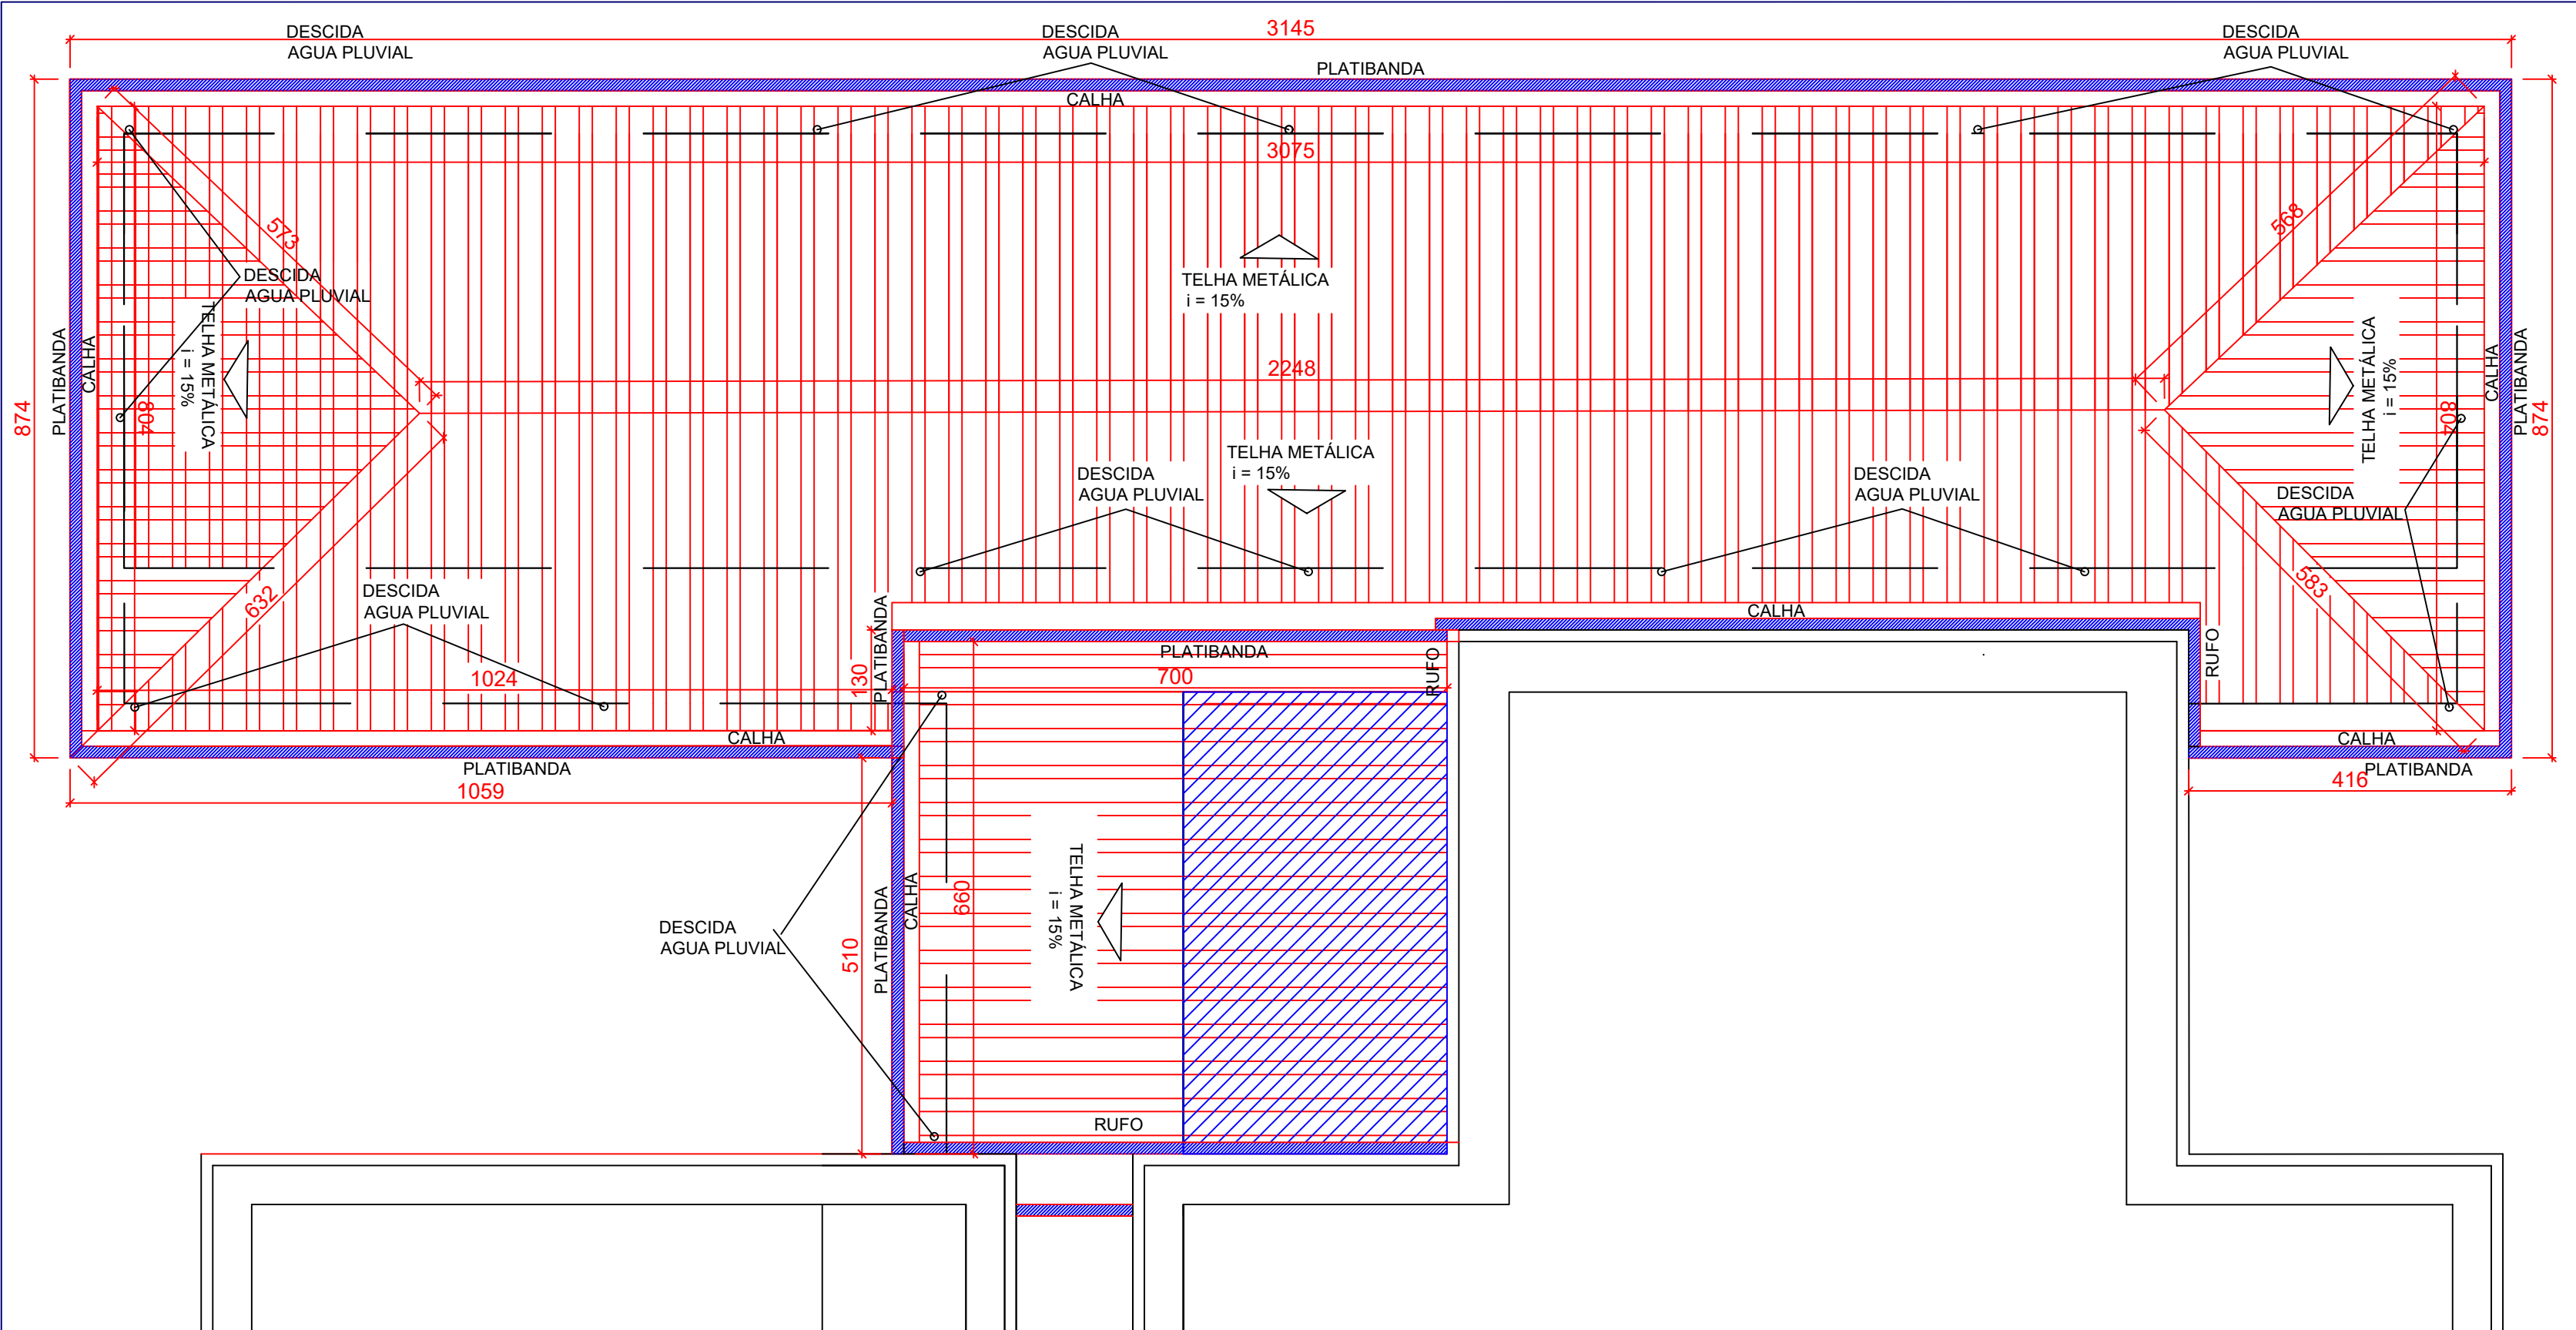 DESCIDA
AGUA PLUVIAL
DESCIDA
AGUA PLUVIAL
3145
DESCIDA
AGUA PLUVIAL
PLATIBANDA
CALHA
3075
573
568
DESCIDA
AGUA PLUVIAL
TELHA METÁLICA
i = 15%
TELHA METÁLICA
i = 15%
TELHA METÁLICA
i = 15%
874
PLATIBANDA
CALHA
804
2248
804
CALHA
PLATIBANDA
874
TELHA METÁLICA
i = 15%
DESCIDA
AGUA PLUVIAL
DESCIDA
AGUA PLUVIAL
DESCIDA
AGUA PLUVIAL
632
DESCIDA
AGUA PLUVIAL
583
PLATIBANDA
CALHA
1024
130
PLATIBANDA
700
RUFO
RUFO
CALHA
PLATIBANDA
1059
CALHA
PLATIBANDA
416
DESCIDA
AGUA PLUVIAL
510
PLATIBANDA
CALHA
660
TELHA METÁLICA
i = 15%
RUFO